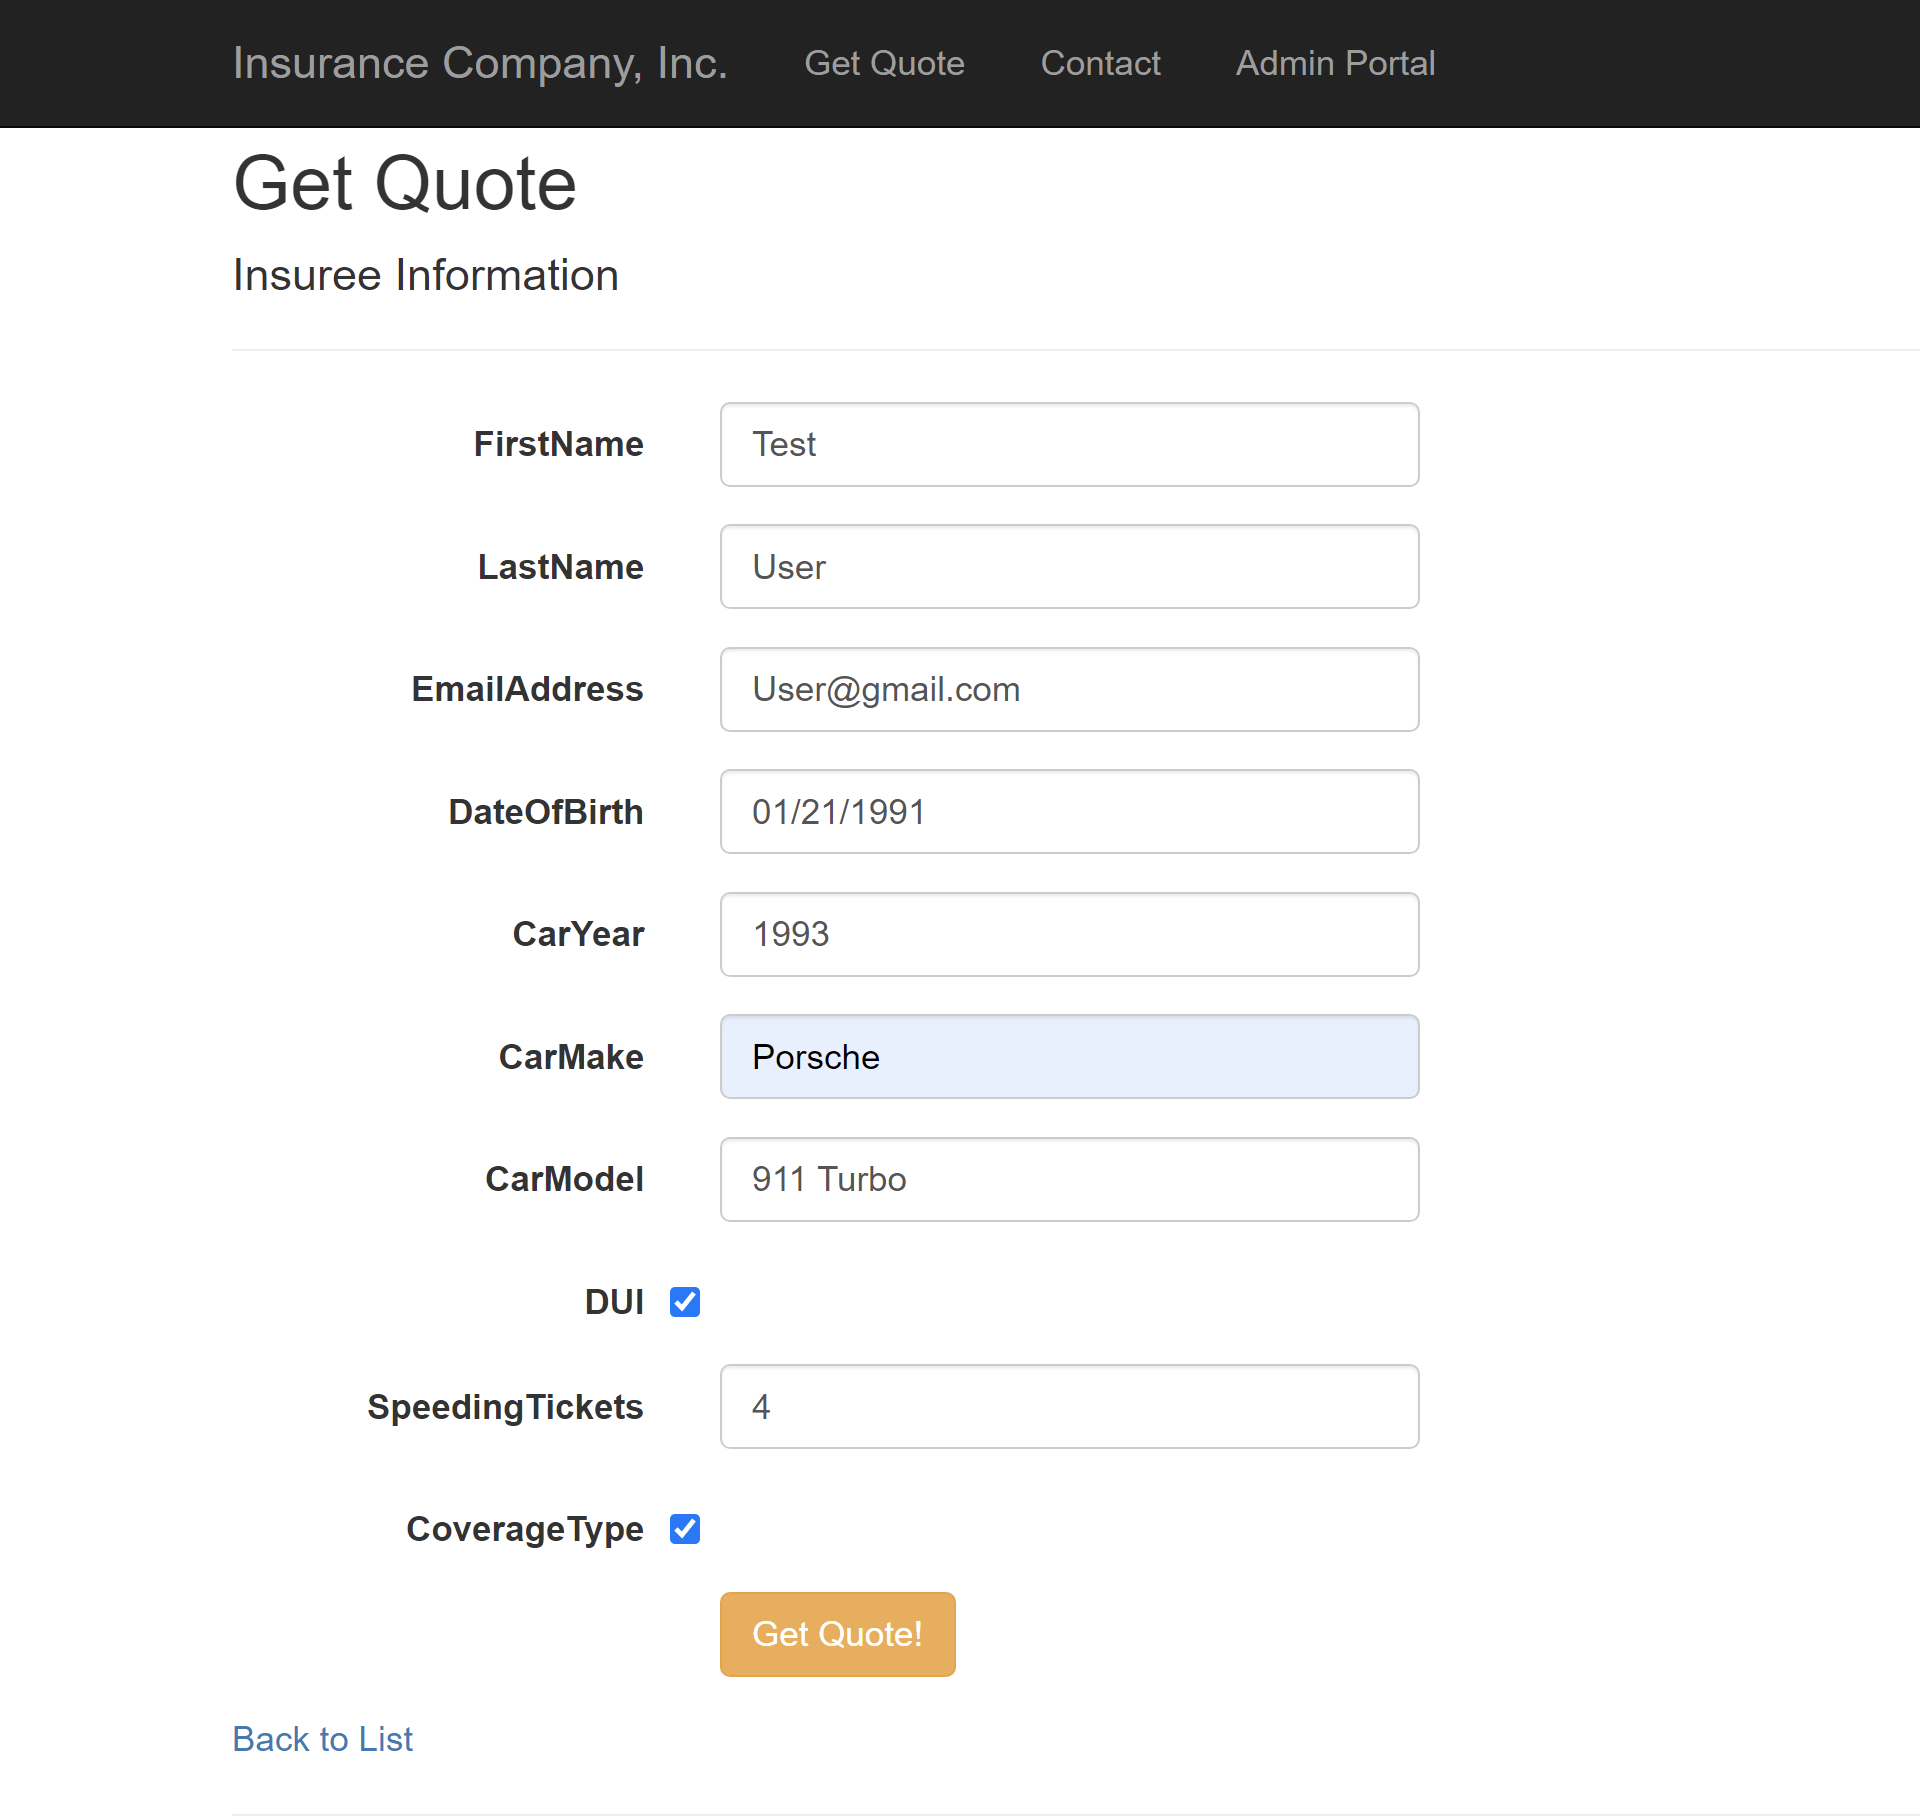 Insurance Company, Inc. Get Quote Contact Admin Portal
Get Quote
Insuree Information
FirstName Test
LastName User
EmailAddress User@gmail.com
DateOfBirth 01/21/1991
CarYear 1993
CarMake Porsche
CarModel 911 Turbo
DUI
SpeedingTickets 4
CoverageType
Get Quote!
Back to List